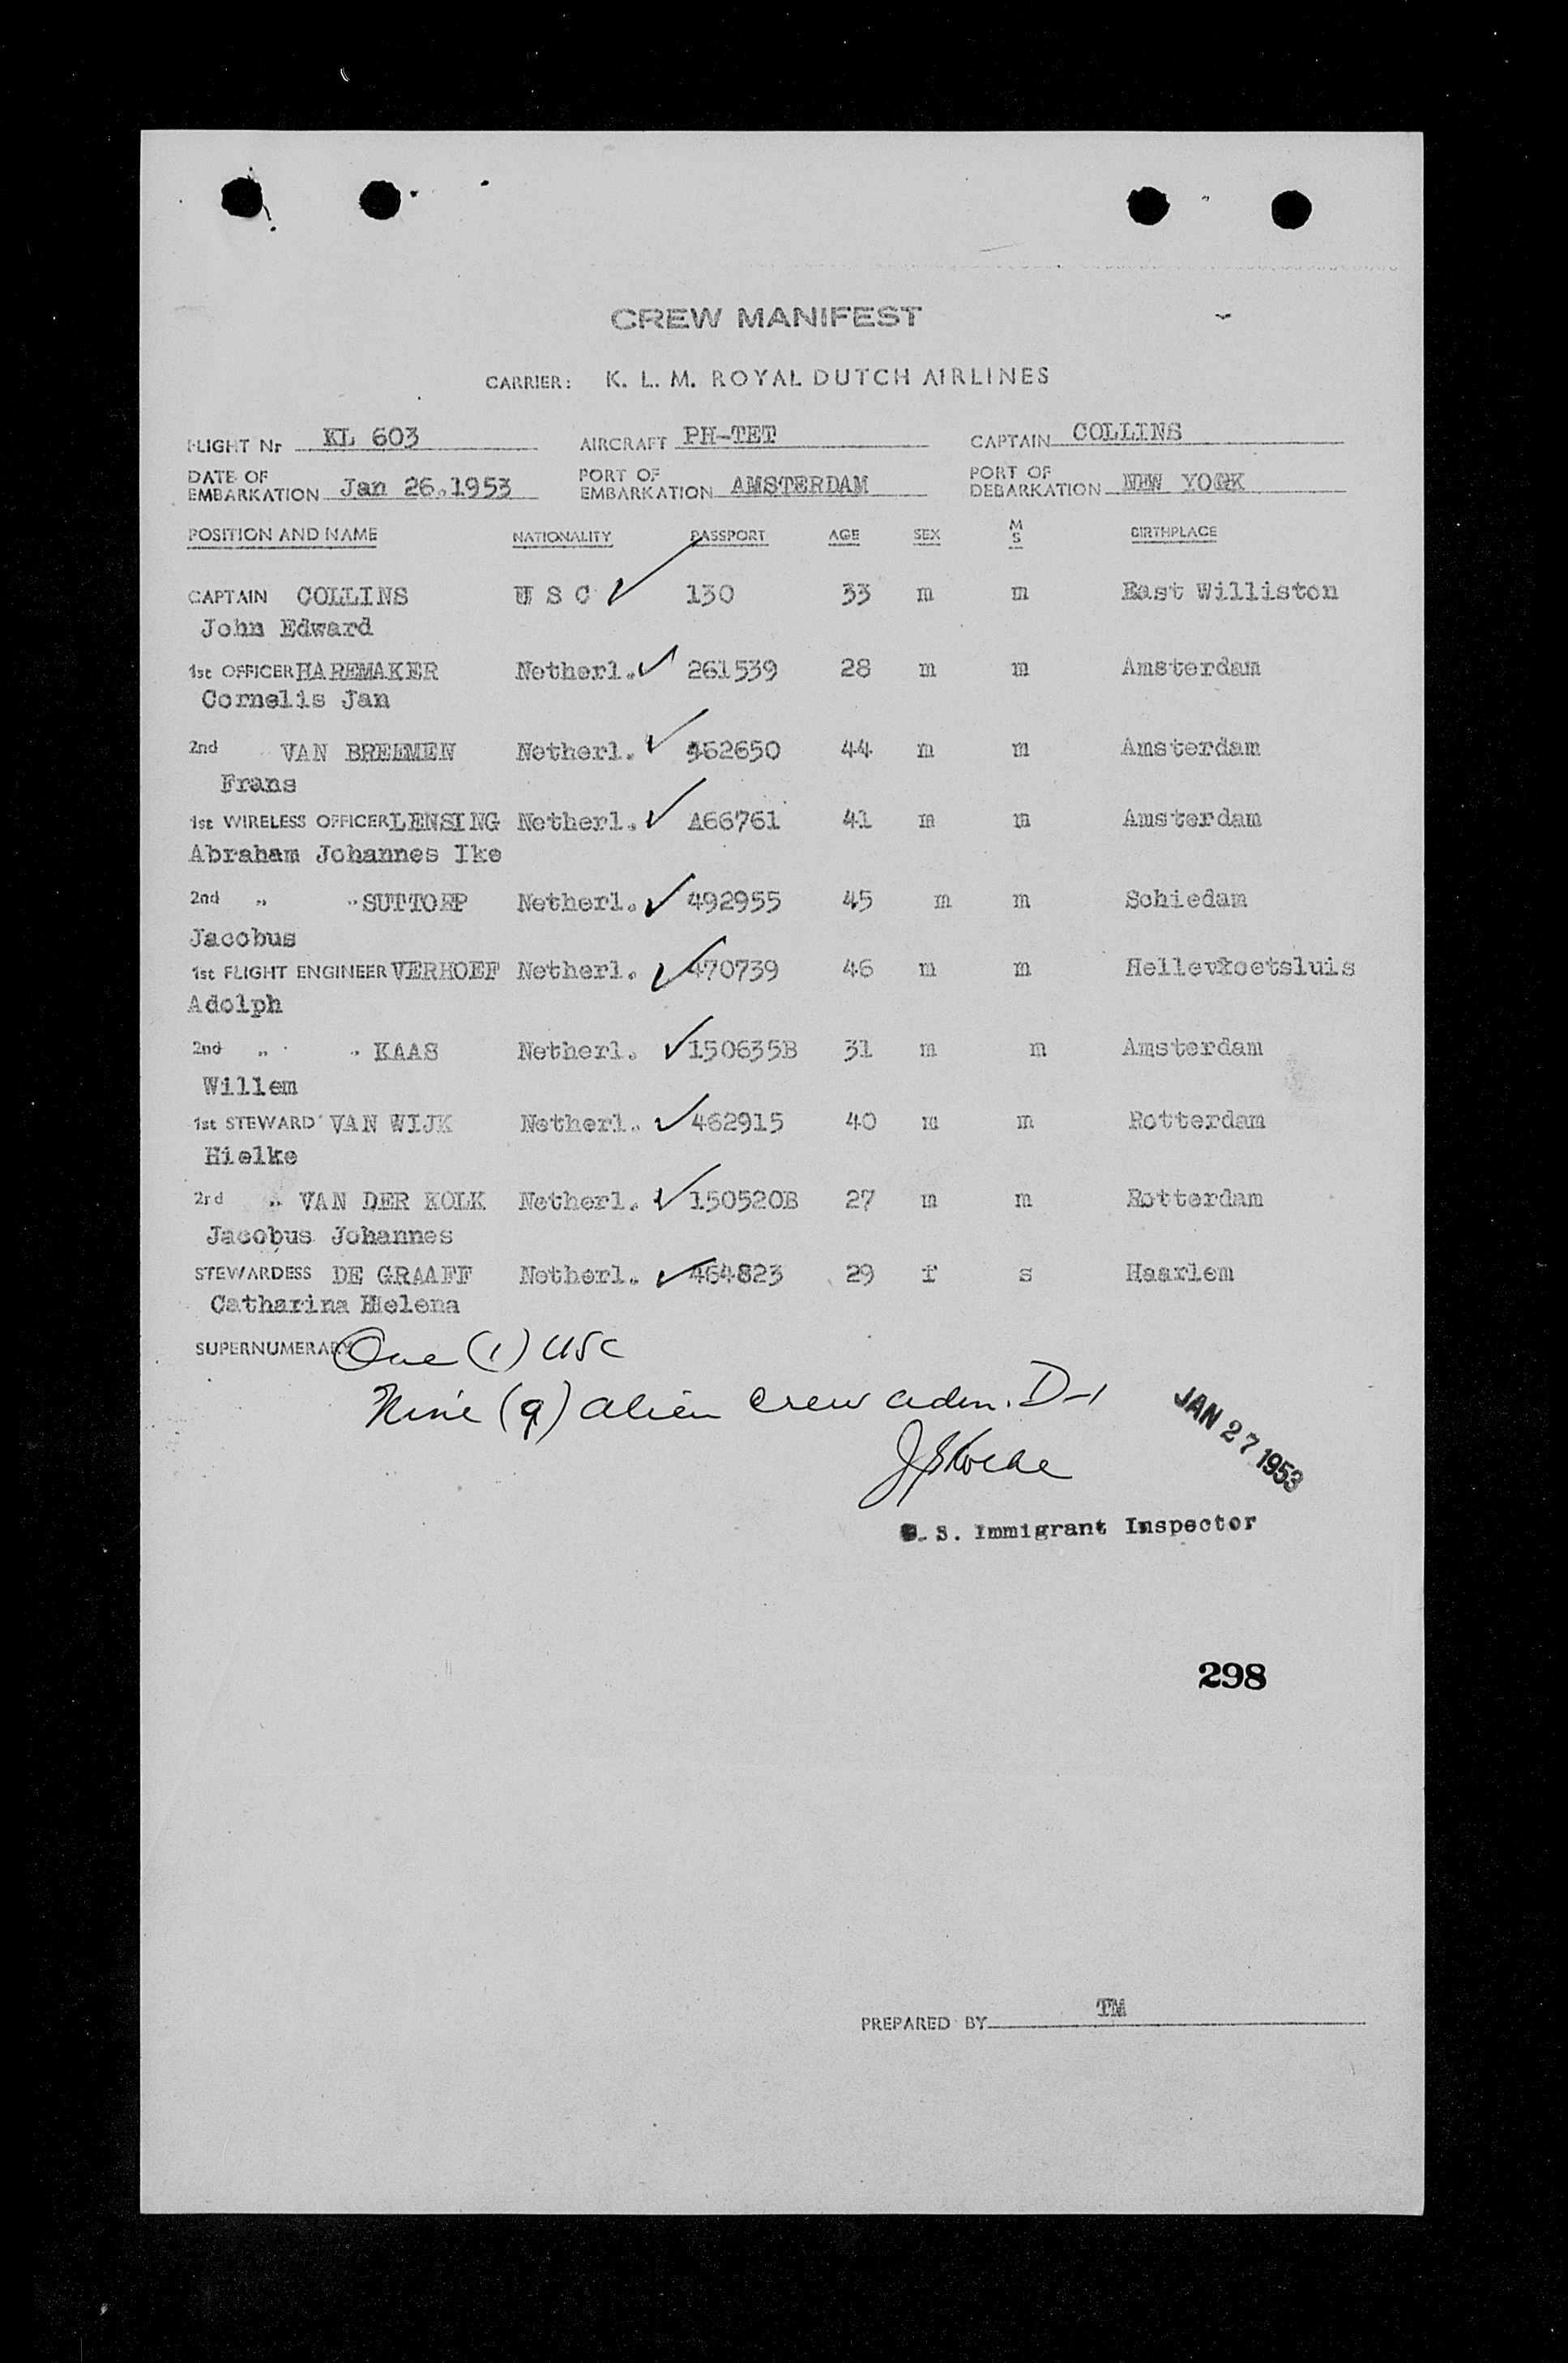 CREW MANIFEST
CARRIER: K. L. M. ROYAL DUTCH AIRLINES
FLIGHT Nr KL 603 AIRCRAFT PH-TET CAPTAIN COLLINS
DATE OF EMBARKATION Jan 26.1953 PORT OF EMBARKATION AMSTERDAM PORT OF DEBARKATION NEW YORK
POSITION AND NAME NATIONALITY PASSPORT AGE SEX M S BIRTHPLACE
CAPTAIN COLLINS U S C ✓ 130 33 m m East Williston
John Edward
1st OFFICER HAREMAKER Netherl. ✓ 261539 28 m m Amsterdam
Cornelis Jan
2nd VAN BREEMEN Netherl. ✓ 462650 44 m m Amsterdam
Frans
1st WIRELESS OFFICER LENSING Netherl. ✓ A66761 41 m m Amsterdam
Abraham Johannes Ike
2nd " " SUTTORP Netherl. ✓ 492955 45 m m Schiedam
Jacobus
1st FLIGHT ENGINEER VERHOEF Netherl. ✓ 470739 46 m m Hellevkoetsluis
Adolph
2nd " " KAAS Netherl. ✓ 150635B 31 m m Amsterdam
Willem
1st STEWARD VAN WIJK Netherl. ✓ 462915 40 m m Rotterdam
Hielke
2rd " VAN DER KOLK Netherl. ✓ 150520B 27 m m Rotterdam
Jacobus Johannes
STEWARDESS DE GRAAFF Netherl. ✓ 464823 29 f s Haarlem
Catharina Helena
SUPERNUMERARY One (1) USC
Nine (9) alien crew adm. D-1
JAN 27 1953
U. S. Immigrant Inspector
298
PREPARED BY TM